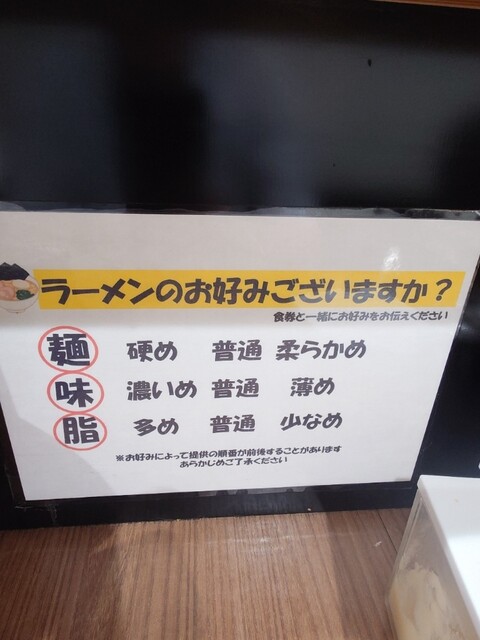 ラーメンのお好みございますか?
食券と一緒にお好みをお伝えください
麺 硬め 普通 柔らかめ
味 濃いめ 普通 薄め
脂 多め 普通 少なめ
※お好みによって提供の順番が前後することがあります
あらかじめご了承ください